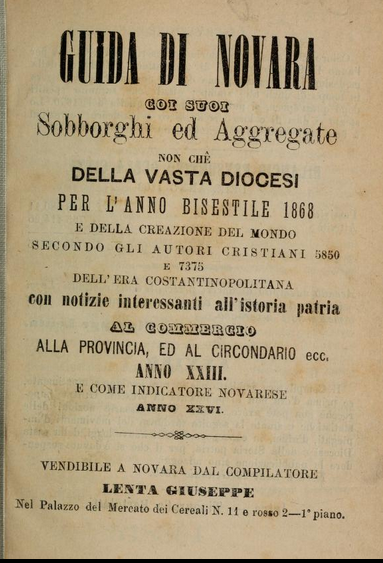 GUIDA DI NOVARA
COI SUOI
Sobborghi ed Aggregate
NON CHÈ
DELLA VASTA DIOCESI
PER L'ANNO BISESTILE 1868
E DELLA CREAZIONE DEL MONDO
SECONDO GLI AUTORI CRISTIANI 5850
E 7375
DELL'ERA COSTANTINOPOLITANA
con notizie interessanti all'istoria patria
AL COMMERCIO
ALLA PROVINCIA, ED AL CIRCONDARIO ecc.
ANNO XXIII.
E COME INDICATORE NOVARESE
ANNO XXVI.
VENDIBILE A NOVARA DAL COMPILATORE
LENTA GIUSEPPE
Nel Palazzo del Mercato dei Cereali N. 11 e rosso 2—1° piano.